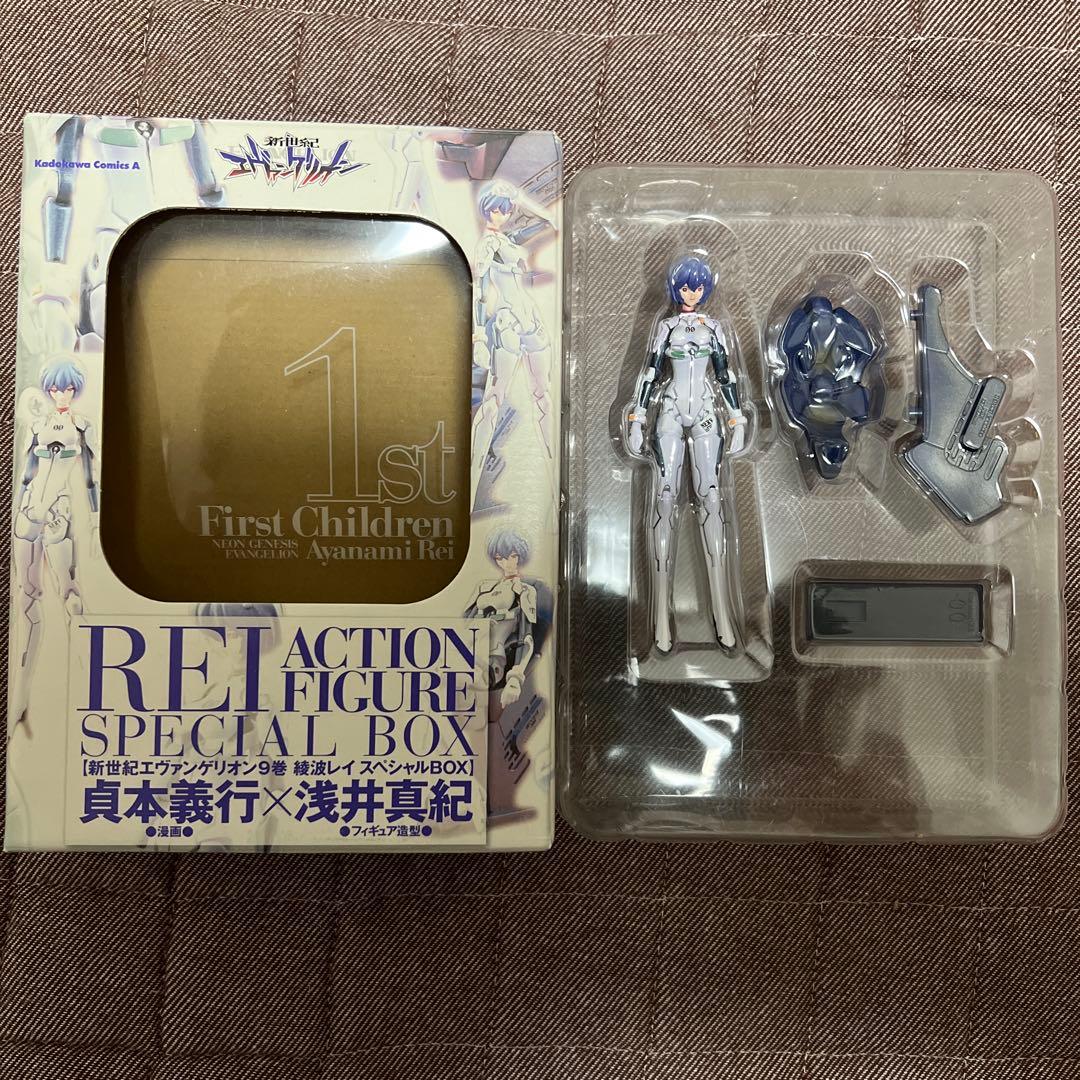 Kadokawa Comics A
新世紀
エヴァンゲリオン
1st
First Children
NEON GENESIS
EVANGELION
Ayanami Rei
REI ACTION
FIGURE
SPECIAL BOX
【新世紀エヴァンゲリオン9巻 綾波レイ スペシャルBOX】
貞本義行×浅井真紀
●漫画● ●フィギュア造型●
00
00
NERV
00